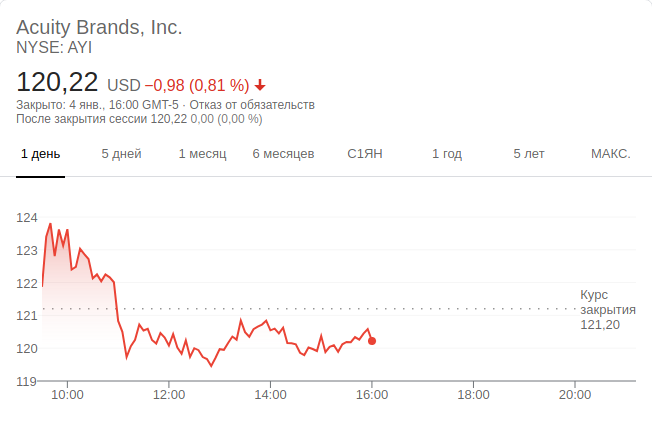 Acuity Brands, Inc.
NYSE: AYI
120,22 USD −0,98 (0,81 %)
Закрыто: 4 янв., 16:00 GMT-5 · Отказ от обязательств
После закрытия сессии 120,22 0,00 (0,00 %)
1 день 5 дней 1 месяц 6 месяцев С1ЯН 1 год 5 лет МАКС.
124
123
122
121
120
119
Курс
закрытия
121,20
10:00 12:00 14:00 16:00 18:00 20:00